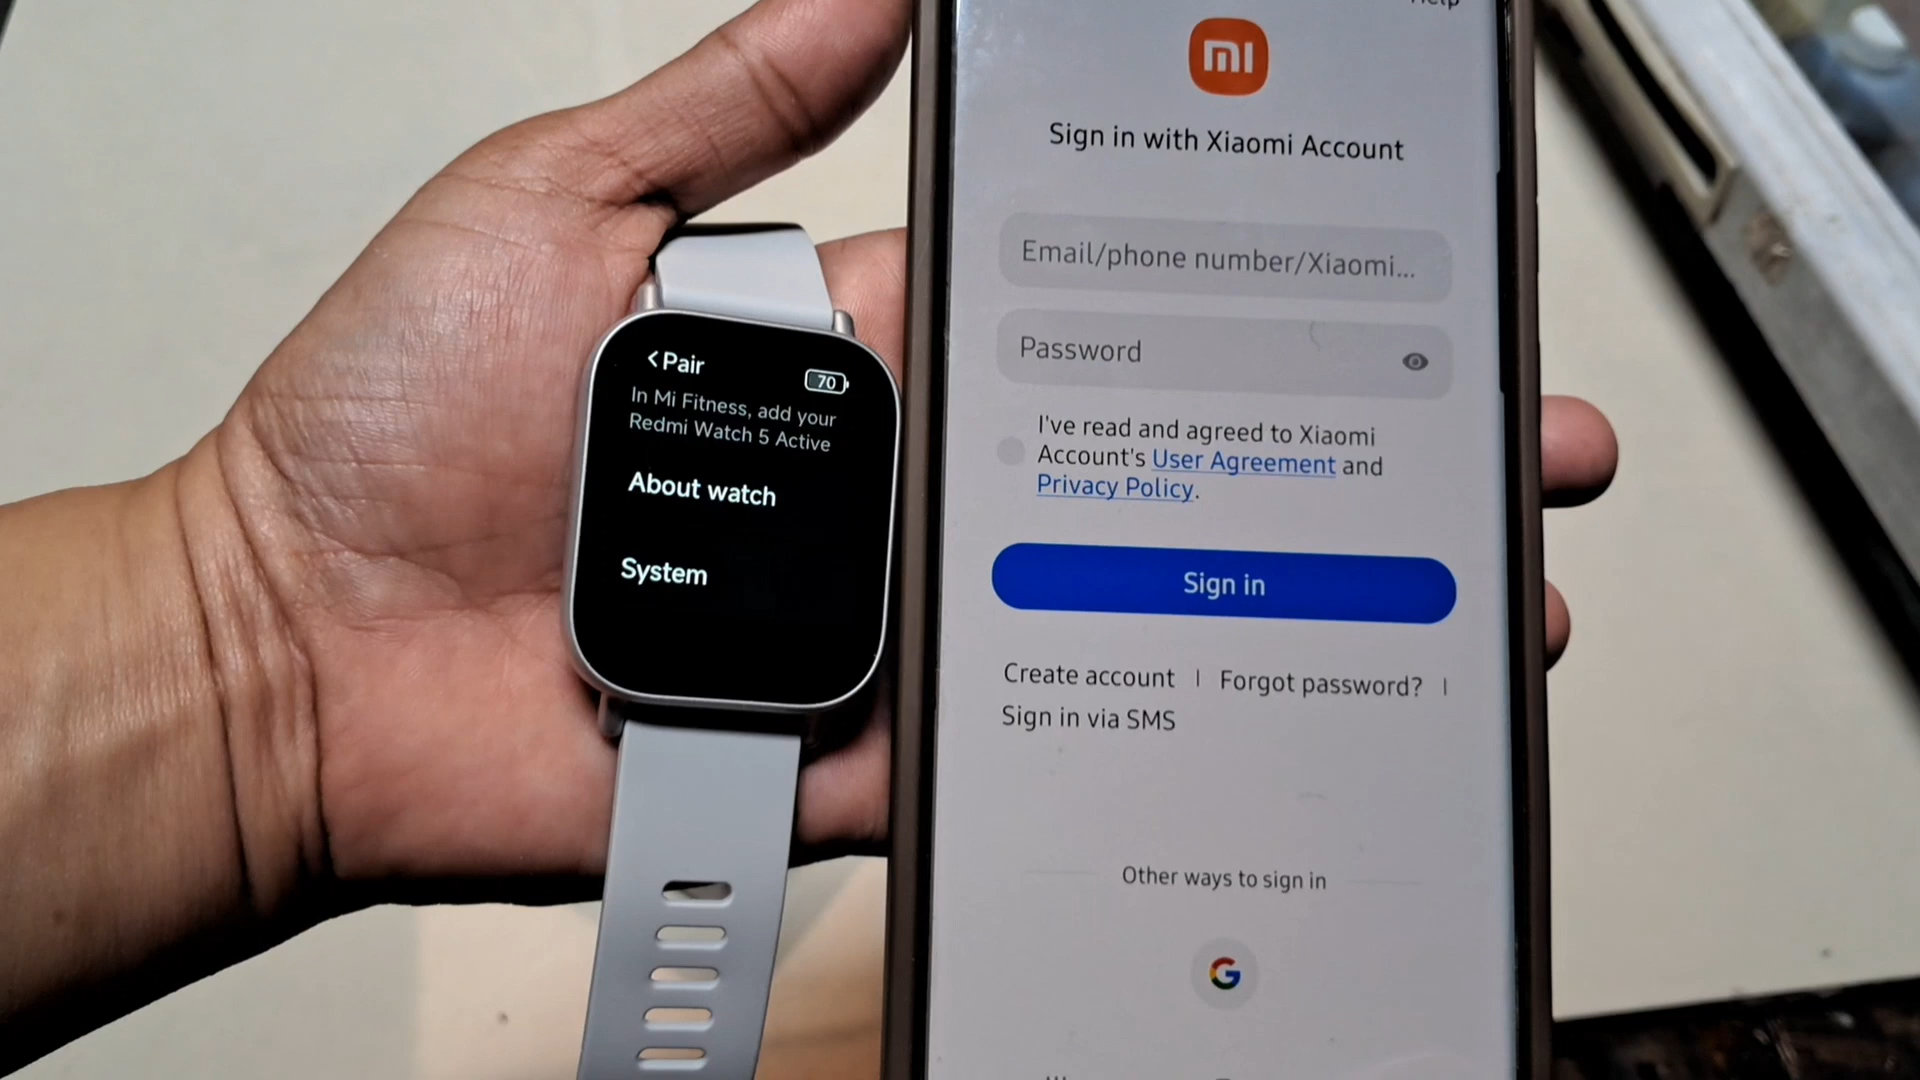 < Pair
70
In Mi Fitness, add your
Redmi Watch 5 Active
About watch
System
Help
mi
Sign in with Xiaomi Account
Email/phone number/Xiaomi...
Password
I've read and agreed to Xiaomi
Account's User Agreement and
Privacy Policy.
Sign in
Create account | Forgot password? |
Sign in via SMS
Other ways to sign in
G